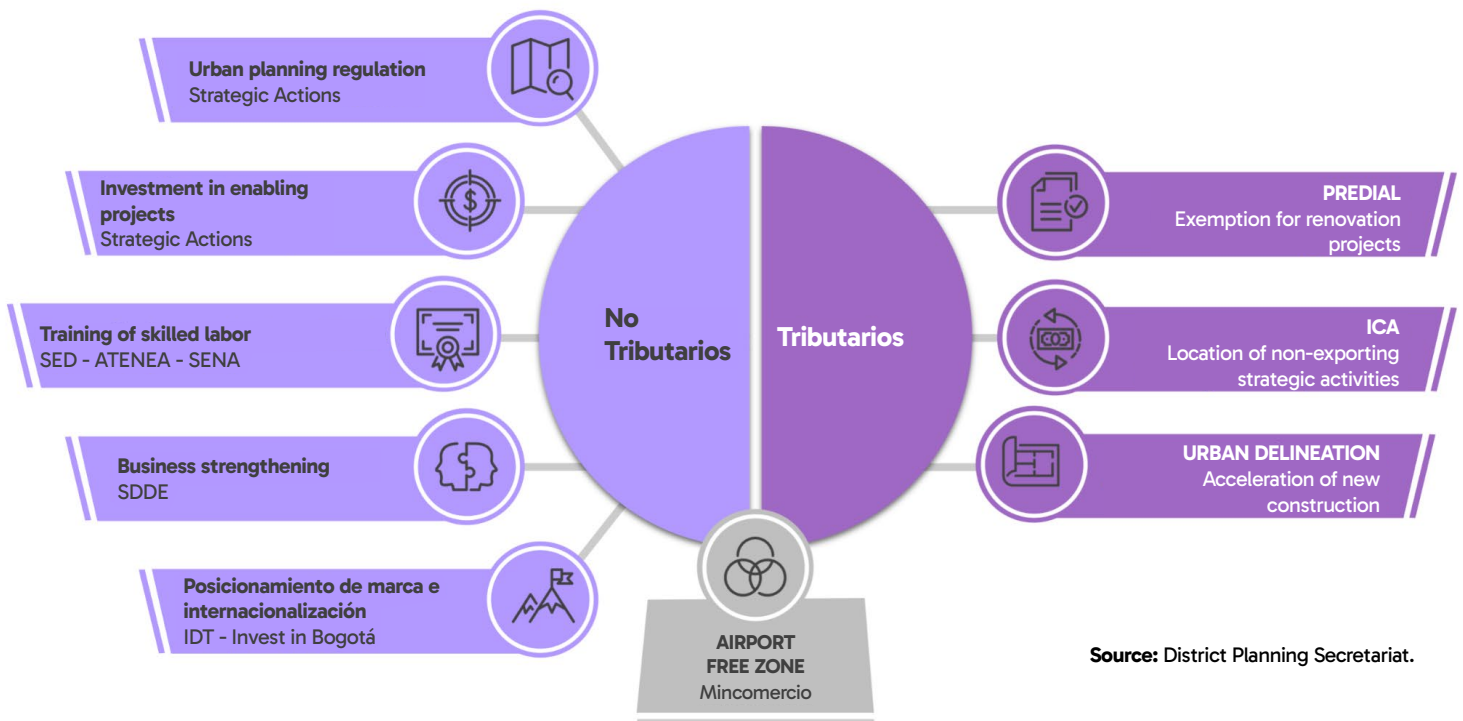 Urban planning regulation
Strategic Actions
Investment in enabling
projects
Strategic Actions
Training of skilled labor
SED - ATENEA - SENA
Business strengthening
SDDE
Posicionamiento de marca e
internacionalización
IDT - Invest in Bogotá
No
Tributarios
Tributarios
PREDIAL
Exemption for renovation
projects
ICA
Location of non-exporting
strategic activities
URBAN DELINEATION
Acceleration of new
construction
AIRPORT
FREE ZONE
Mincomercio
Source: District Planning Secretariat.